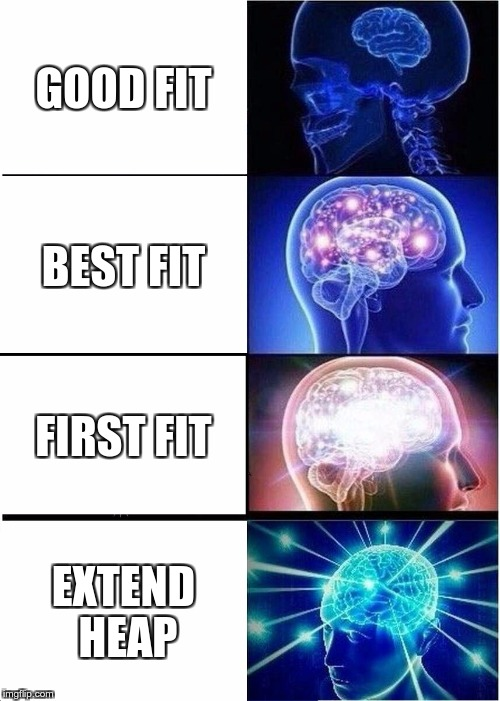 GOOD FIT
BEST FIT
FIRST FIT
EXTEND
HEAP
imgflip.com